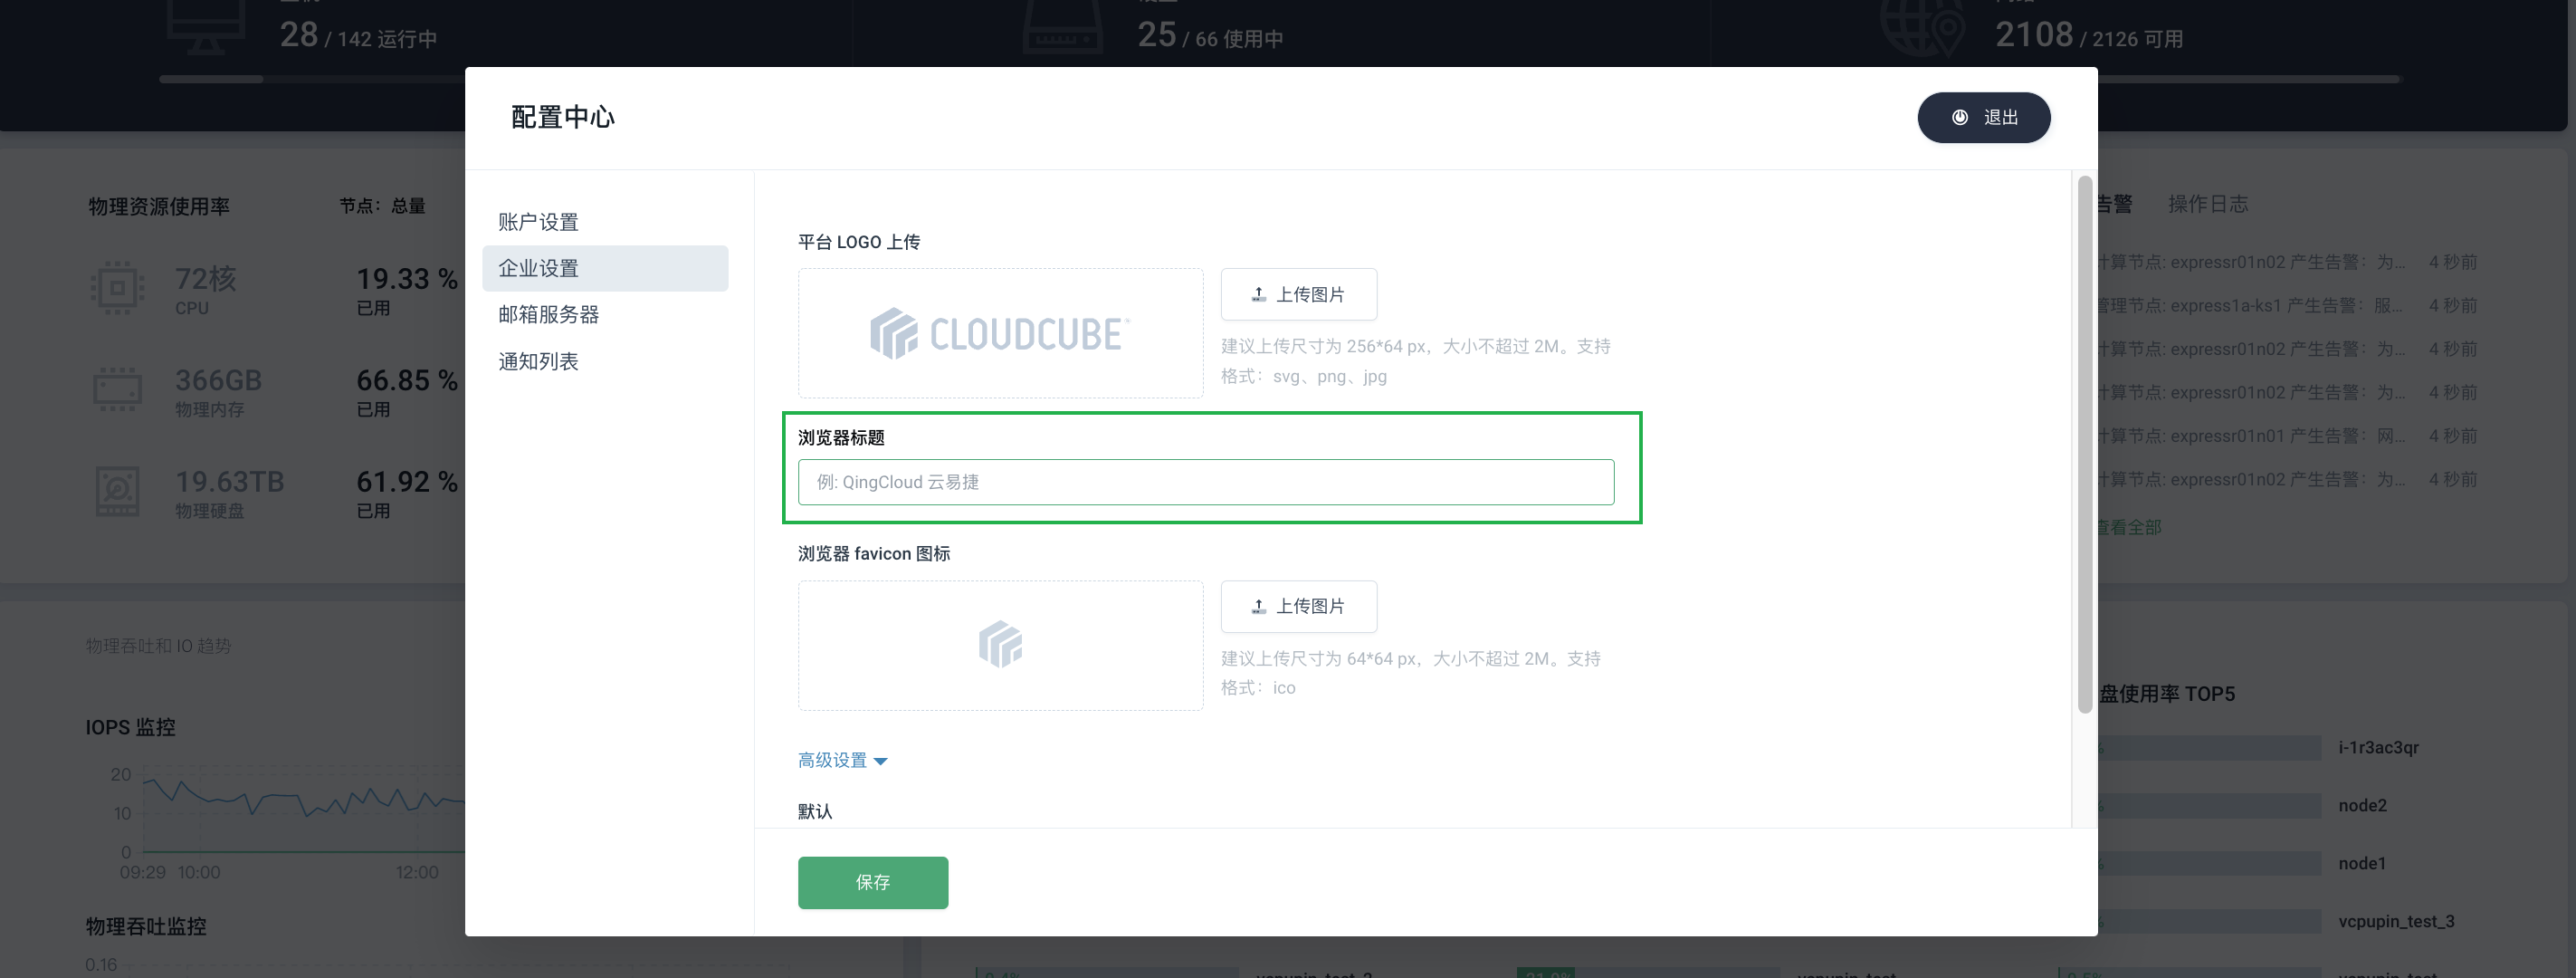 28 / 142 运行中
25 / 66 使用中
2108 / 2126 可用
配置中心
退出
账户设置
企业设置
邮箱服务器
通知列表
平台 LOGO 上传
CLOUDCUBE
上传图片
建议上传尺寸为 256*64 px，大小不超过 2M。支持
格式：svg、png、jpg
浏览器标题
例: QingCloud 云易捷
浏览器 favicon 图标
上传图片
建议上传尺寸为 64*64 px，大小不超过 2M。支持
格式：ico
高级设置
默认
保存
物理资源使用率
节点：总量
72核
CPU
19.33 %
已用
366GB
物理内存
66.85 %
已用
19.63TB
物理硬盘
61.92 %
已用
物理吞吐和 IO 趋势
IOPS 监控
20
10
0
09:29 10:00 12:00
物理吞吐监控
0.16
告警 操作日志
计算节点: expressr01n02 产生告警：为... 4 秒前
管理节点: express1a-ks1 产生告警：服... 4 秒前
计算节点: expressr01n02 产生告警：为... 4 秒前
计算节点: expressr01n02 产生告警：为... 4 秒前
计算节点: expressr01n01 产生告警：网... 4 秒前
计算节点: expressr01n02 产生告警：为... 4 秒前
查看全部
盘使用率 TOP5
i-1r3ac3qr
node2
node1
vcpupin_test_3